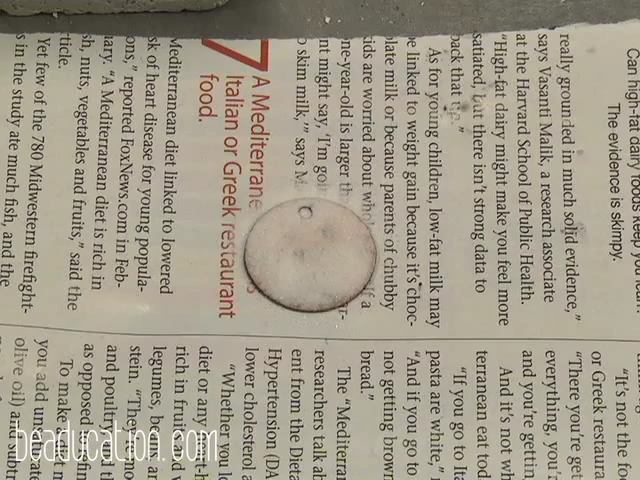 Can high-fat dairy foods keep you
The evidence is skimpy.
really grounded in much solid evidence,”
says Vasanti Malik, a research associate
at the Harvard School of Public Health.
“High-fat dairy might make you feel more
satiated, but there isn’t strong data to
back that up.”
As for young children, low-fat milk may
be linked to weight gain because it’s choc-
olate milk or because parents of chubby
kids are worried about If a
one-year-old is larger
nt might say, ‘I’m
o skim milk,’” says
7
A Mediterrane
Italian or Greek restaurant
food.
Mediterranean diet linked to lowered
sk of heart disease for young popula-
ons,” reported FoxNews.com in Feb-
uary. “A Mediterranean diet is rich in
sh, nuts, vegetables and fruits,” said the
rticle.
Yet few of the 780 Midwestern firefight-
s in the study ate much fish, and the
“It’s not the
or Greek restaura
“There you’re get
everything, you’
and you’re gettin
And it’s not
terranean eat tod
“If you go to Ita
pasta are white,”
“And if you go to
not getting brown
bread.”
The “Mediterran
researchers talk ab
ent from the Dieta
Hypertension (DA
lower cholesterol a
“Whether you
diet or any
rich in
legumes,
stein. “They
and poultry,
as opposed
To make
you add
olive oil) and subtr
beaducation.com